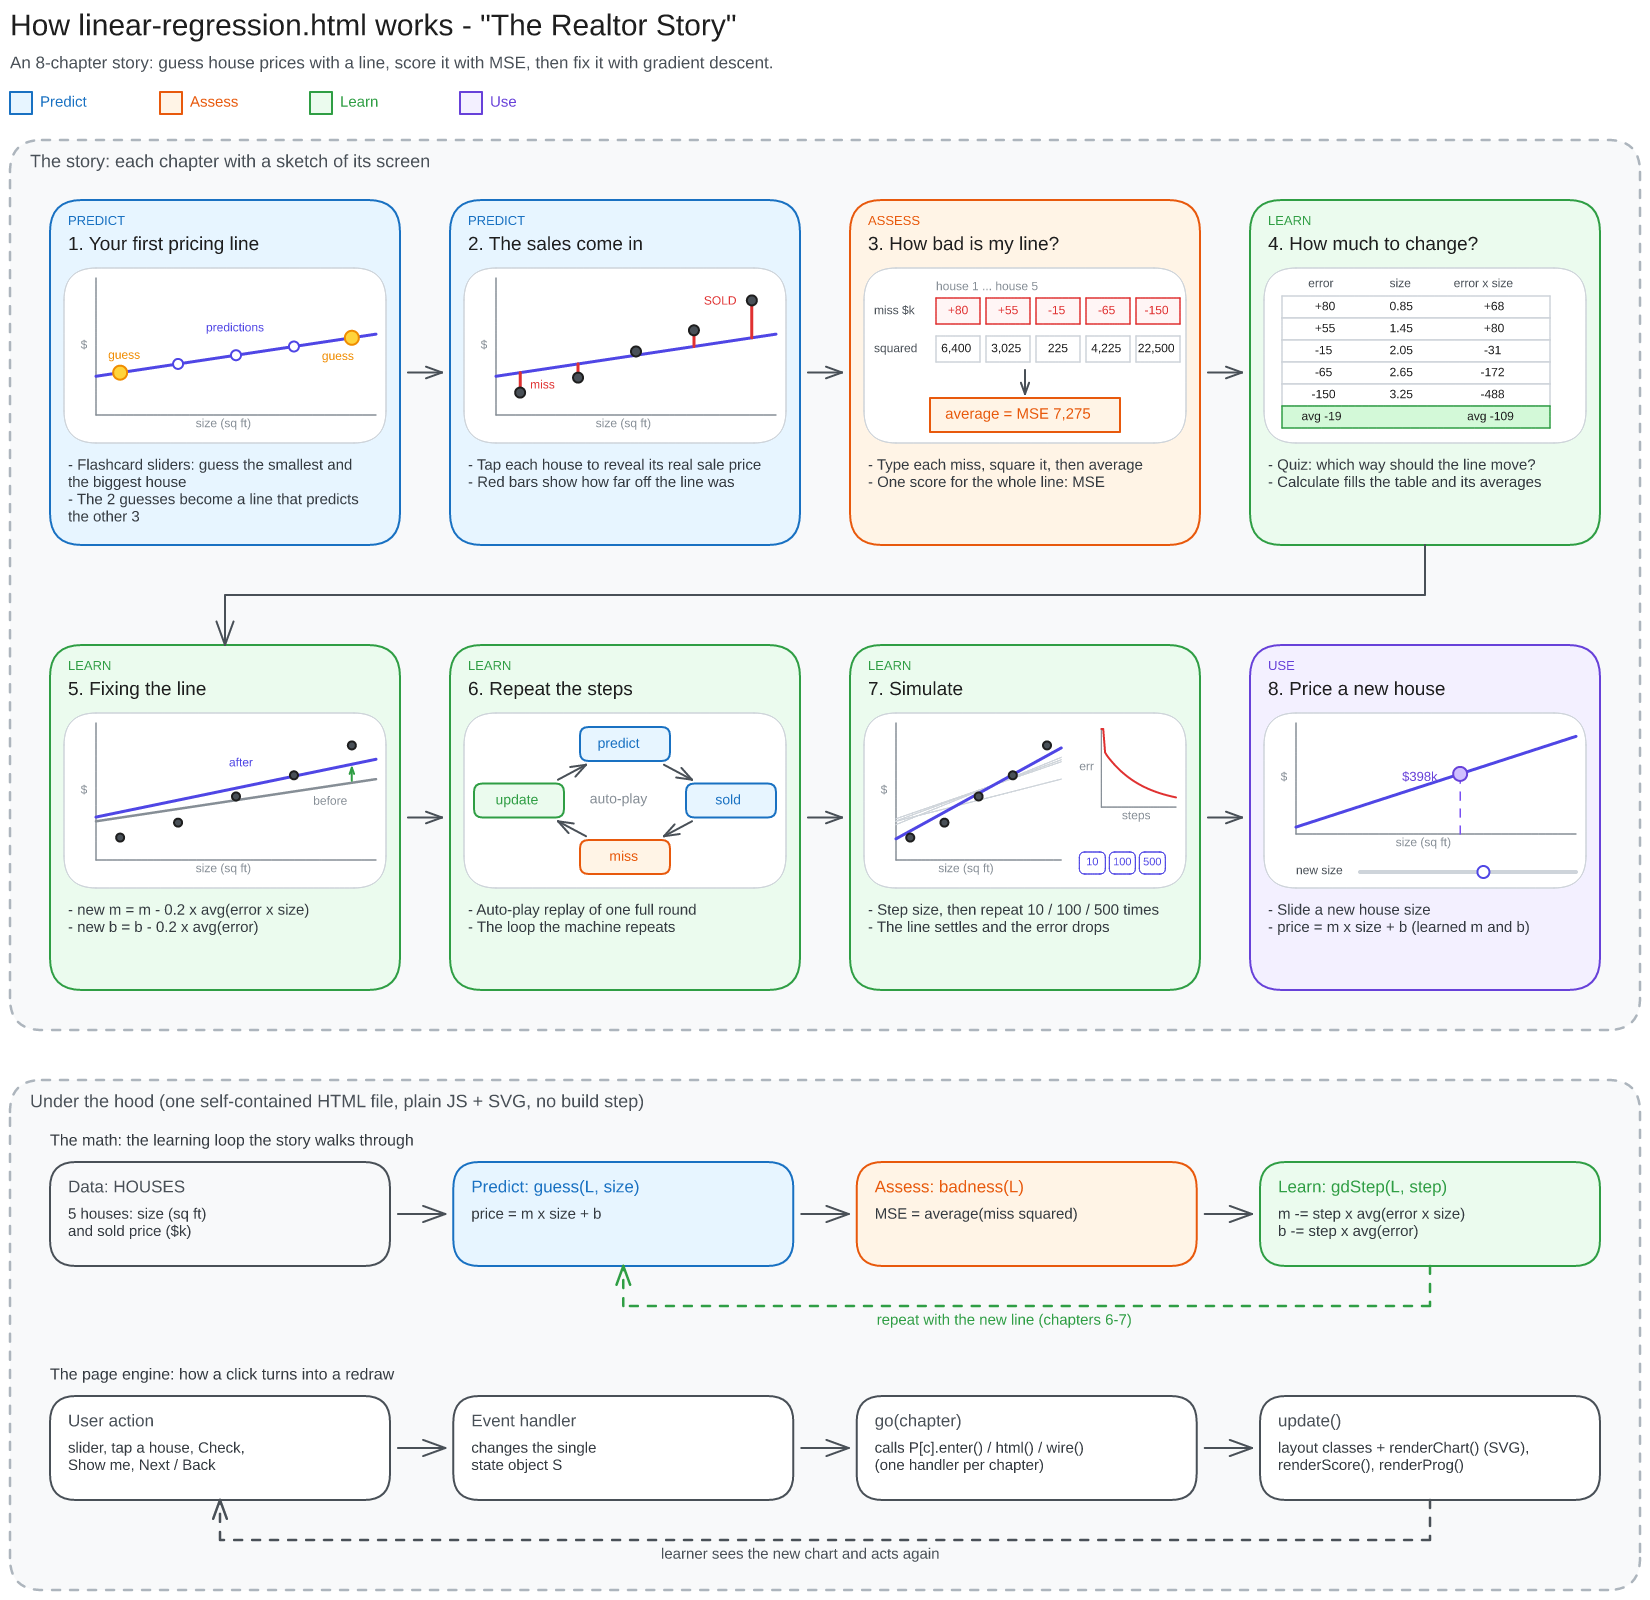 How linear-regression.html works - "The Realtor Story"
An 8-chapter story: guess house prices with a line, score it with MSE, then fix it with gradient descent.
Predict
Assess
Learn
Use
The story: each chapter with a sketch of its screen
PREDICT
1. Your first pricing line
$
guess
predictions
guess
size (sq ft)
- Flashcard sliders: guess the smallest and
the biggest house
- The 2 guesses become a line that predicts
the other 3
PREDICT
2. The sales come in
$
SOLD
miss
size (sq ft)
- Tap each house to reveal its real sale price
- Red bars show how far off the line was
ASSESS
3. How bad is my line?
house 1 ... house 5
miss $k +80 +55 -15 -65 -150
squared 6,400 3,025 225 4,225 22,500
average = MSE 7,275
- Type each miss, square it, then average
- One score for the whole line: MSE
LEARN
4. How much to change?
error size error x size
+80 0.85 +68
+55 1.45 +80
-15 2.05 -31
-65 2.65 -172
-150 3.25 -488
avg -19 avg -109
- Quiz: which way should the line move?
- Calculate fills the table and its averages
LEARN
5. Fixing the line
$
after
before
size (sq ft)
- new m = m - 0.2 x avg(error x size)
- new b = b - 0.2 x avg(error)
LEARN
6. Repeat the steps
predict
update
auto-play
sold
miss
- Auto-play replay of one full round
- The loop the machine repeats
LEARN
7. Simulate
$
size (sq ft)
err
steps
10 100 500
- Step size, then repeat 10 / 100 / 500 times
- The line settles and the error drops
USE
8. Price a new house
$
$398k
size (sq ft)
new size
- Slide a new house size
- price = m x size + b (learned m and b)
Under the hood (one self-contained HTML file, plain JS + SVG, no build step)
The math: the learning loop the story walks through
Data: HOUSES
5 houses: size (sq ft)
and sold price ($k)
Predict: guess(L, size)
price = m x size + b
Assess: badness(L)
MSE = average(miss squared)
Learn: gdStep(L, step)
m -= step x avg(error x size)
b -= step x avg(error)
repeat with the new line (chapters 6-7)
The page engine: how a click turns into a redraw
User action
slider, tap a house, Check,
Show me, Next / Back
Event handler
changes the single
state object S
go(chapter)
calls P[c].enter() / html() / wire()
(one handler per chapter)
update()
layout classes + renderChart() (SVG),
renderScore(), renderProg()
learner sees the new chart and acts again